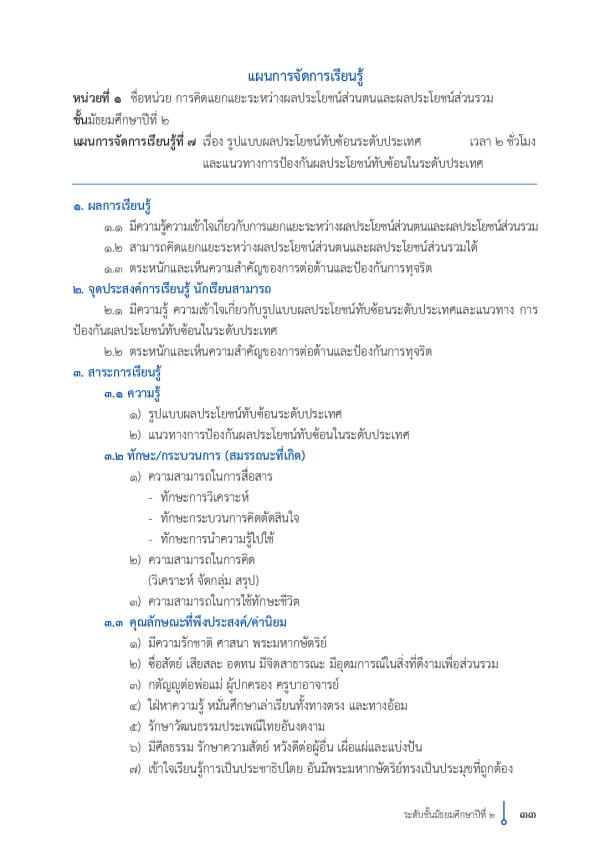 แผนการจัดการเรียนรู้
หน่วยที่ ๑ ชื่อหน่วย การคิดแยกแยะระหว่างผลประโยชน์ส่วนตนและผลประโยชน์ส่วนรวม
ชั้นมัธยมศึกษาปีที่ ๒
แผนการจัดการเรียนรู้ที่ ๗ เรื่อง รูปแบบผลประโยชน์ทับซ้อนระดับประเทศ เวลา ๒ ชั่วโมง
และแนวทางการป้องกันผลประโยชน์ทับซ้อนในระดับประเทศ
๑. ผลการเรียนรู้
๑.๑ มีความรู้ความเข้าใจเกี่ยวกับการแยกแยะระหว่างผลประโยชน์ส่วนตนและผลประโยชน์ส่วนรวม
๑.๒ สามารถคิดแยกแยะระหว่างผลประโยชน์ส่วนตนและผลประโยชน์ส่วนรวมได้
๑.๓ ตระหนักและเห็นความสำคัญของการต่อต้านและป้องกันการทุจริต
๒. จุดประสงค์การเรียนรู้ นักเรียนสามารถ
๒.๑ มีความรู้ ความเข้าใจเกี่ยวกับรูปแบบผลประโยชน์ทับซ้อนระดับประเทศและแนวทาง การ
ป้องกันผลประโยชน์ทับซ้อนในระดับประเทศ
๒.๒ ตระหนักและเห็นความสำคัญของการต่อต้านและป้องกันการทุจริต
๓. สาระการเรียนรู้
๓.๑ ความรู้
๑) รูปแบบผลประโยชน์ทับซ้อนระดับประเทศ
๒) แนวทางการป้องกันผลประโยชน์ทับซ้อนในระดับประเทศ
๓.๒ ทักษะ/กระบวนการ (สมรรถนะที่เกิด)
๑) ความสามารถในการสื่อสาร
- ทักษะการวิเคราะห์
- ทักษะกระบวนการคิดตัดสินใจ
- ทักษะการนำความรู้ไปใช้
๒) ความสามารถในการคิด
(วิเคราะห์ จัดกลุ่ม สรุป)
๓) ความสามารถในการใช้ทักษะชีวิต
๓.๓ คุณลักษณะที่พึงประสงค์/ค่านิยม
๑) มีความรักชาติ ศาสนา พระมหากษัตริย์
๒) ซื่อสัตย์ เสียสละ อดทน มีจิตสาธารณะ มีอุดมการณ์ในสิ่งที่ดีงามเพื่อส่วนรวม
๓) กตัญญูต่อพ่อแม่ ผู้ปกครอง ครูบาอาจารย์
๔) ใฝ่หาความรู้ หมั่นศึกษาเล่าเรียนทั้งทางตรง และทางอ้อม
๕) รักษาวัฒนธรรมประเพณีไทยอันงดงาม
๖) มีศีลธรรม รักษาความสัตย์ หวังดีต่อผู้อื่น เผื่อแผ่และแบ่งปัน
๗) เข้าใจเรียนรู้การเป็นประชาธิปไตย อันมีพระมหากษัตริย์ทรงเป็นประมุขที่ถูกต้อง
ระดับชั้นมัธยมศึกษาปีที่ ๒ ๓๓